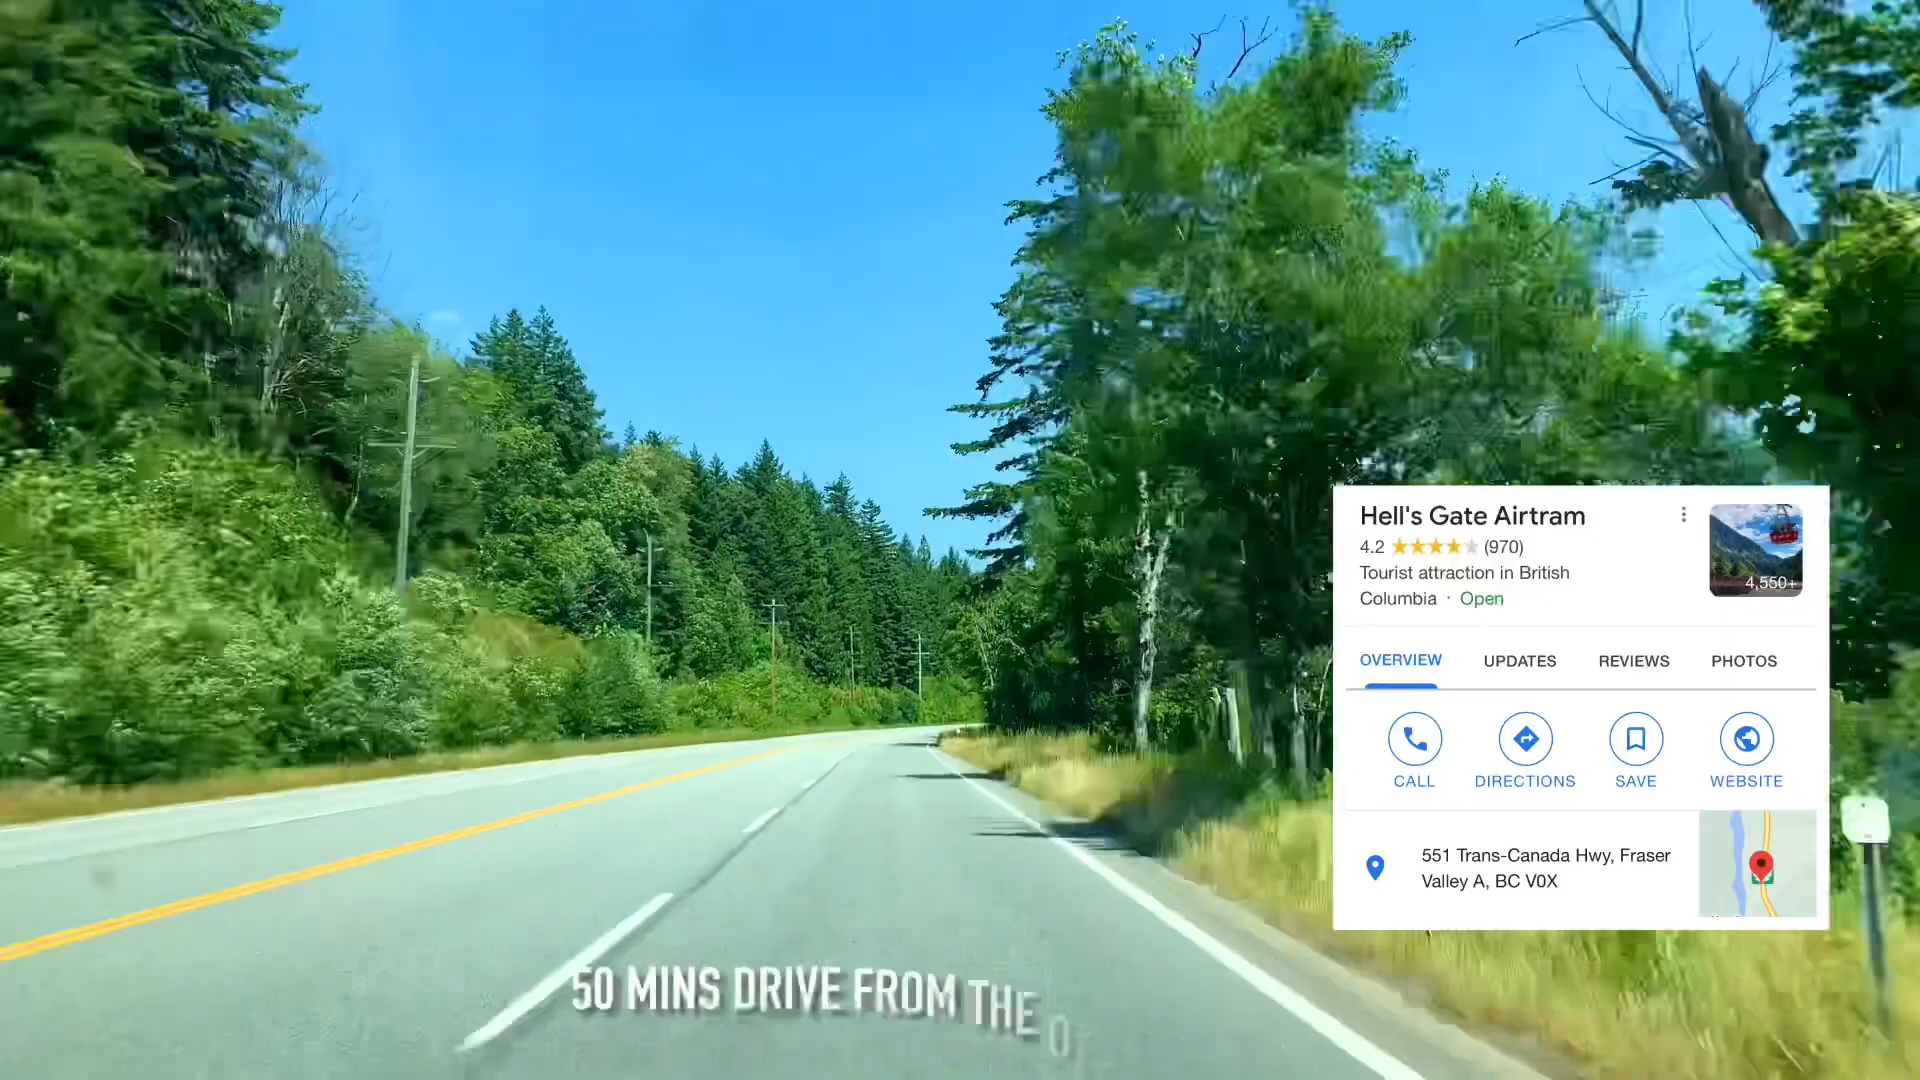 Hell's Gate Airtram
4.2 (970)
Tourist attraction in British
Columbia · Open
4,550+
OVERVIEW UPDATES REVIEWS PHOTOS
CALL DIRECTIONS SAVE WEBSITE
551 Trans-Canada Hwy, Fraser
Valley A, BC V0X
50 MINS DRIVE FROM THE